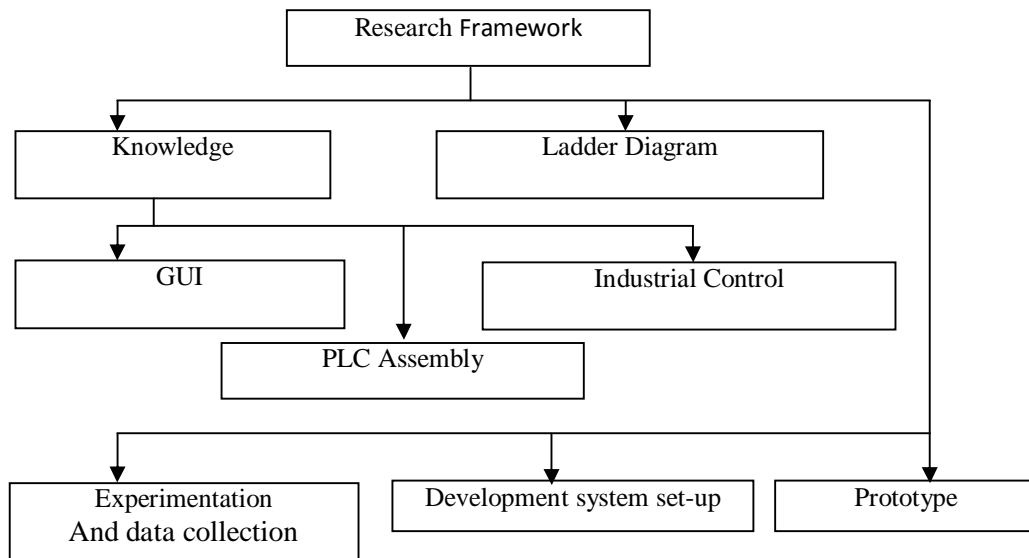 Research Framework
Knowledge
Ladder Diagram
GUI
Industrial Control
PLC Assembly
Experimentation
And data collection
Development system set-up
Prototype